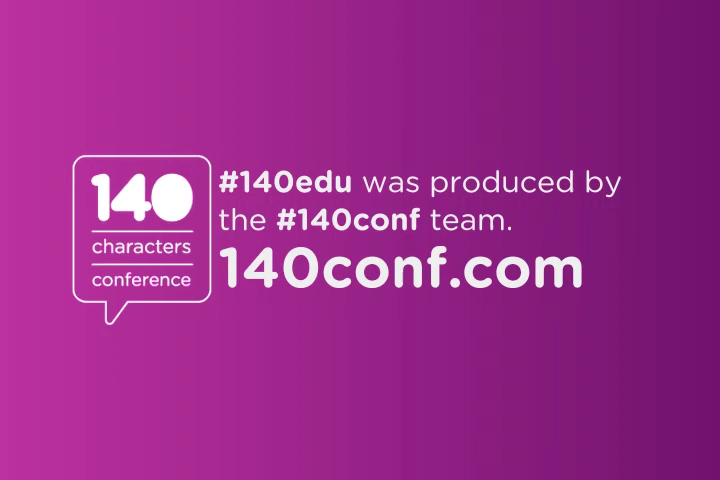 140
characters
conference
#140edu was produced by
the #140conf team.
140conf.com